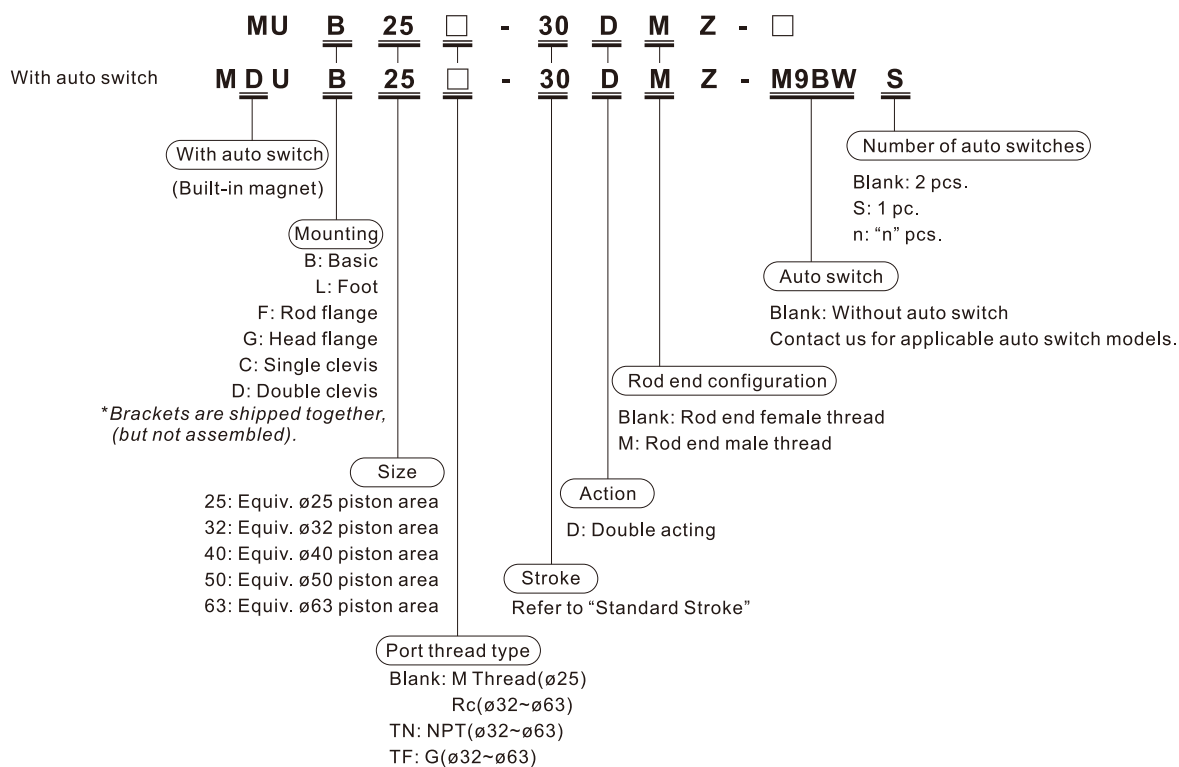 MU B 25 □ - 30 D M Z - □
With auto switch MDU B 25 □ - 30 D M Z - M9BW S
With auto switch
(Built-in magnet)
Number of auto switches
Blank: 2 pcs.
S: 1 pc.
n: “n” pcs.
Mounting
B: Basic
L: Foot
F: Rod flange
G: Head flange
C: Single clevis
D: Double clevis
*Brackets are shipped together,
(but not assembled).
Auto switch
Blank: Without auto switch
Contact us for applicable auto switch models.
Rod end configuration
Blank: Rod end female thread
M: Rod end male thread
Size
25: Equiv. ø25 piston area
32: Equiv. ø32 piston area
40: Equiv. ø40 piston area
50: Equiv. ø50 piston area
63: Equiv. ø63 piston area
Action
D: Double acting
Stroke
Refer to “Standard Stroke”
Port thread type
Blank: M Thread(ø25)
Rc(ø32~ø63)
TN: NPT(ø32~ø63)
TF: G(ø32~ø63)